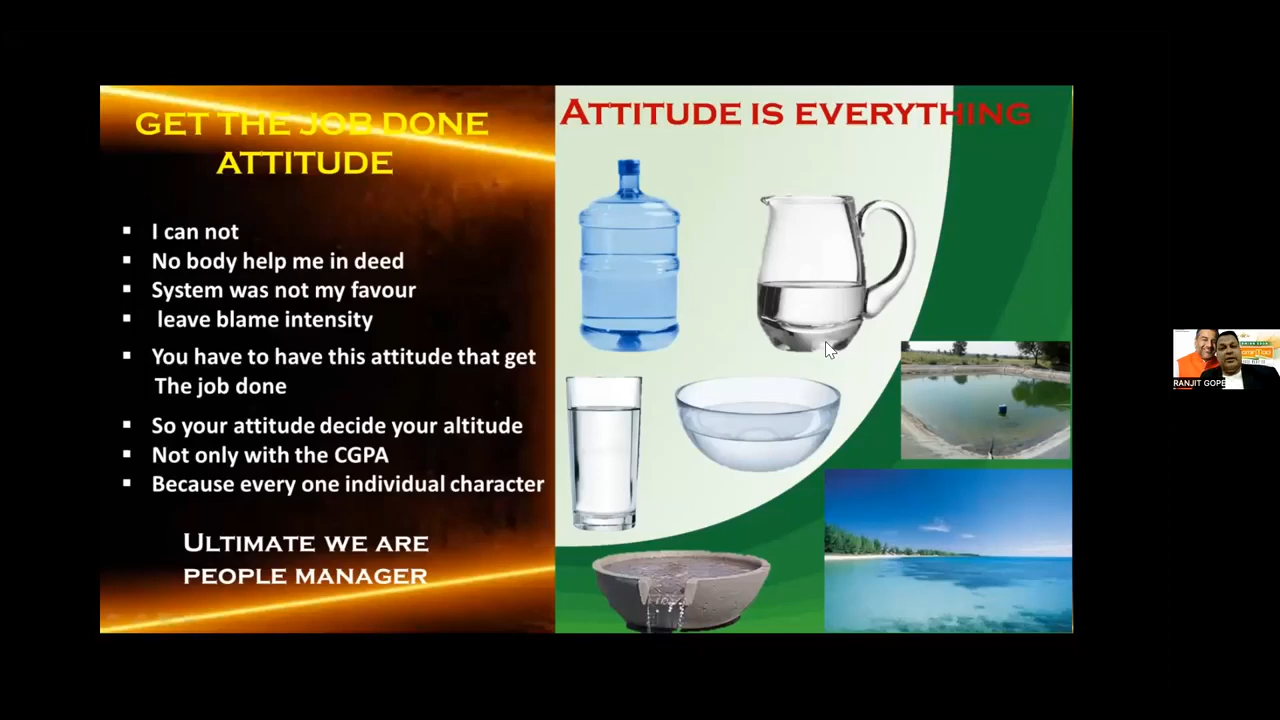 GET THE JOB DONE
ATTITUDE
I can not
No body help me in deed
System was not my favour
leave blame intensity
You have to have this attitude that get
The job done
So your attitude decide your altitude
Not only with the CGPA
Because every one individual character
ULTIMATE WE ARE
PEOPLE MANAGER
ATTITUDE IS EVERYTHING
RANJIT GOPE